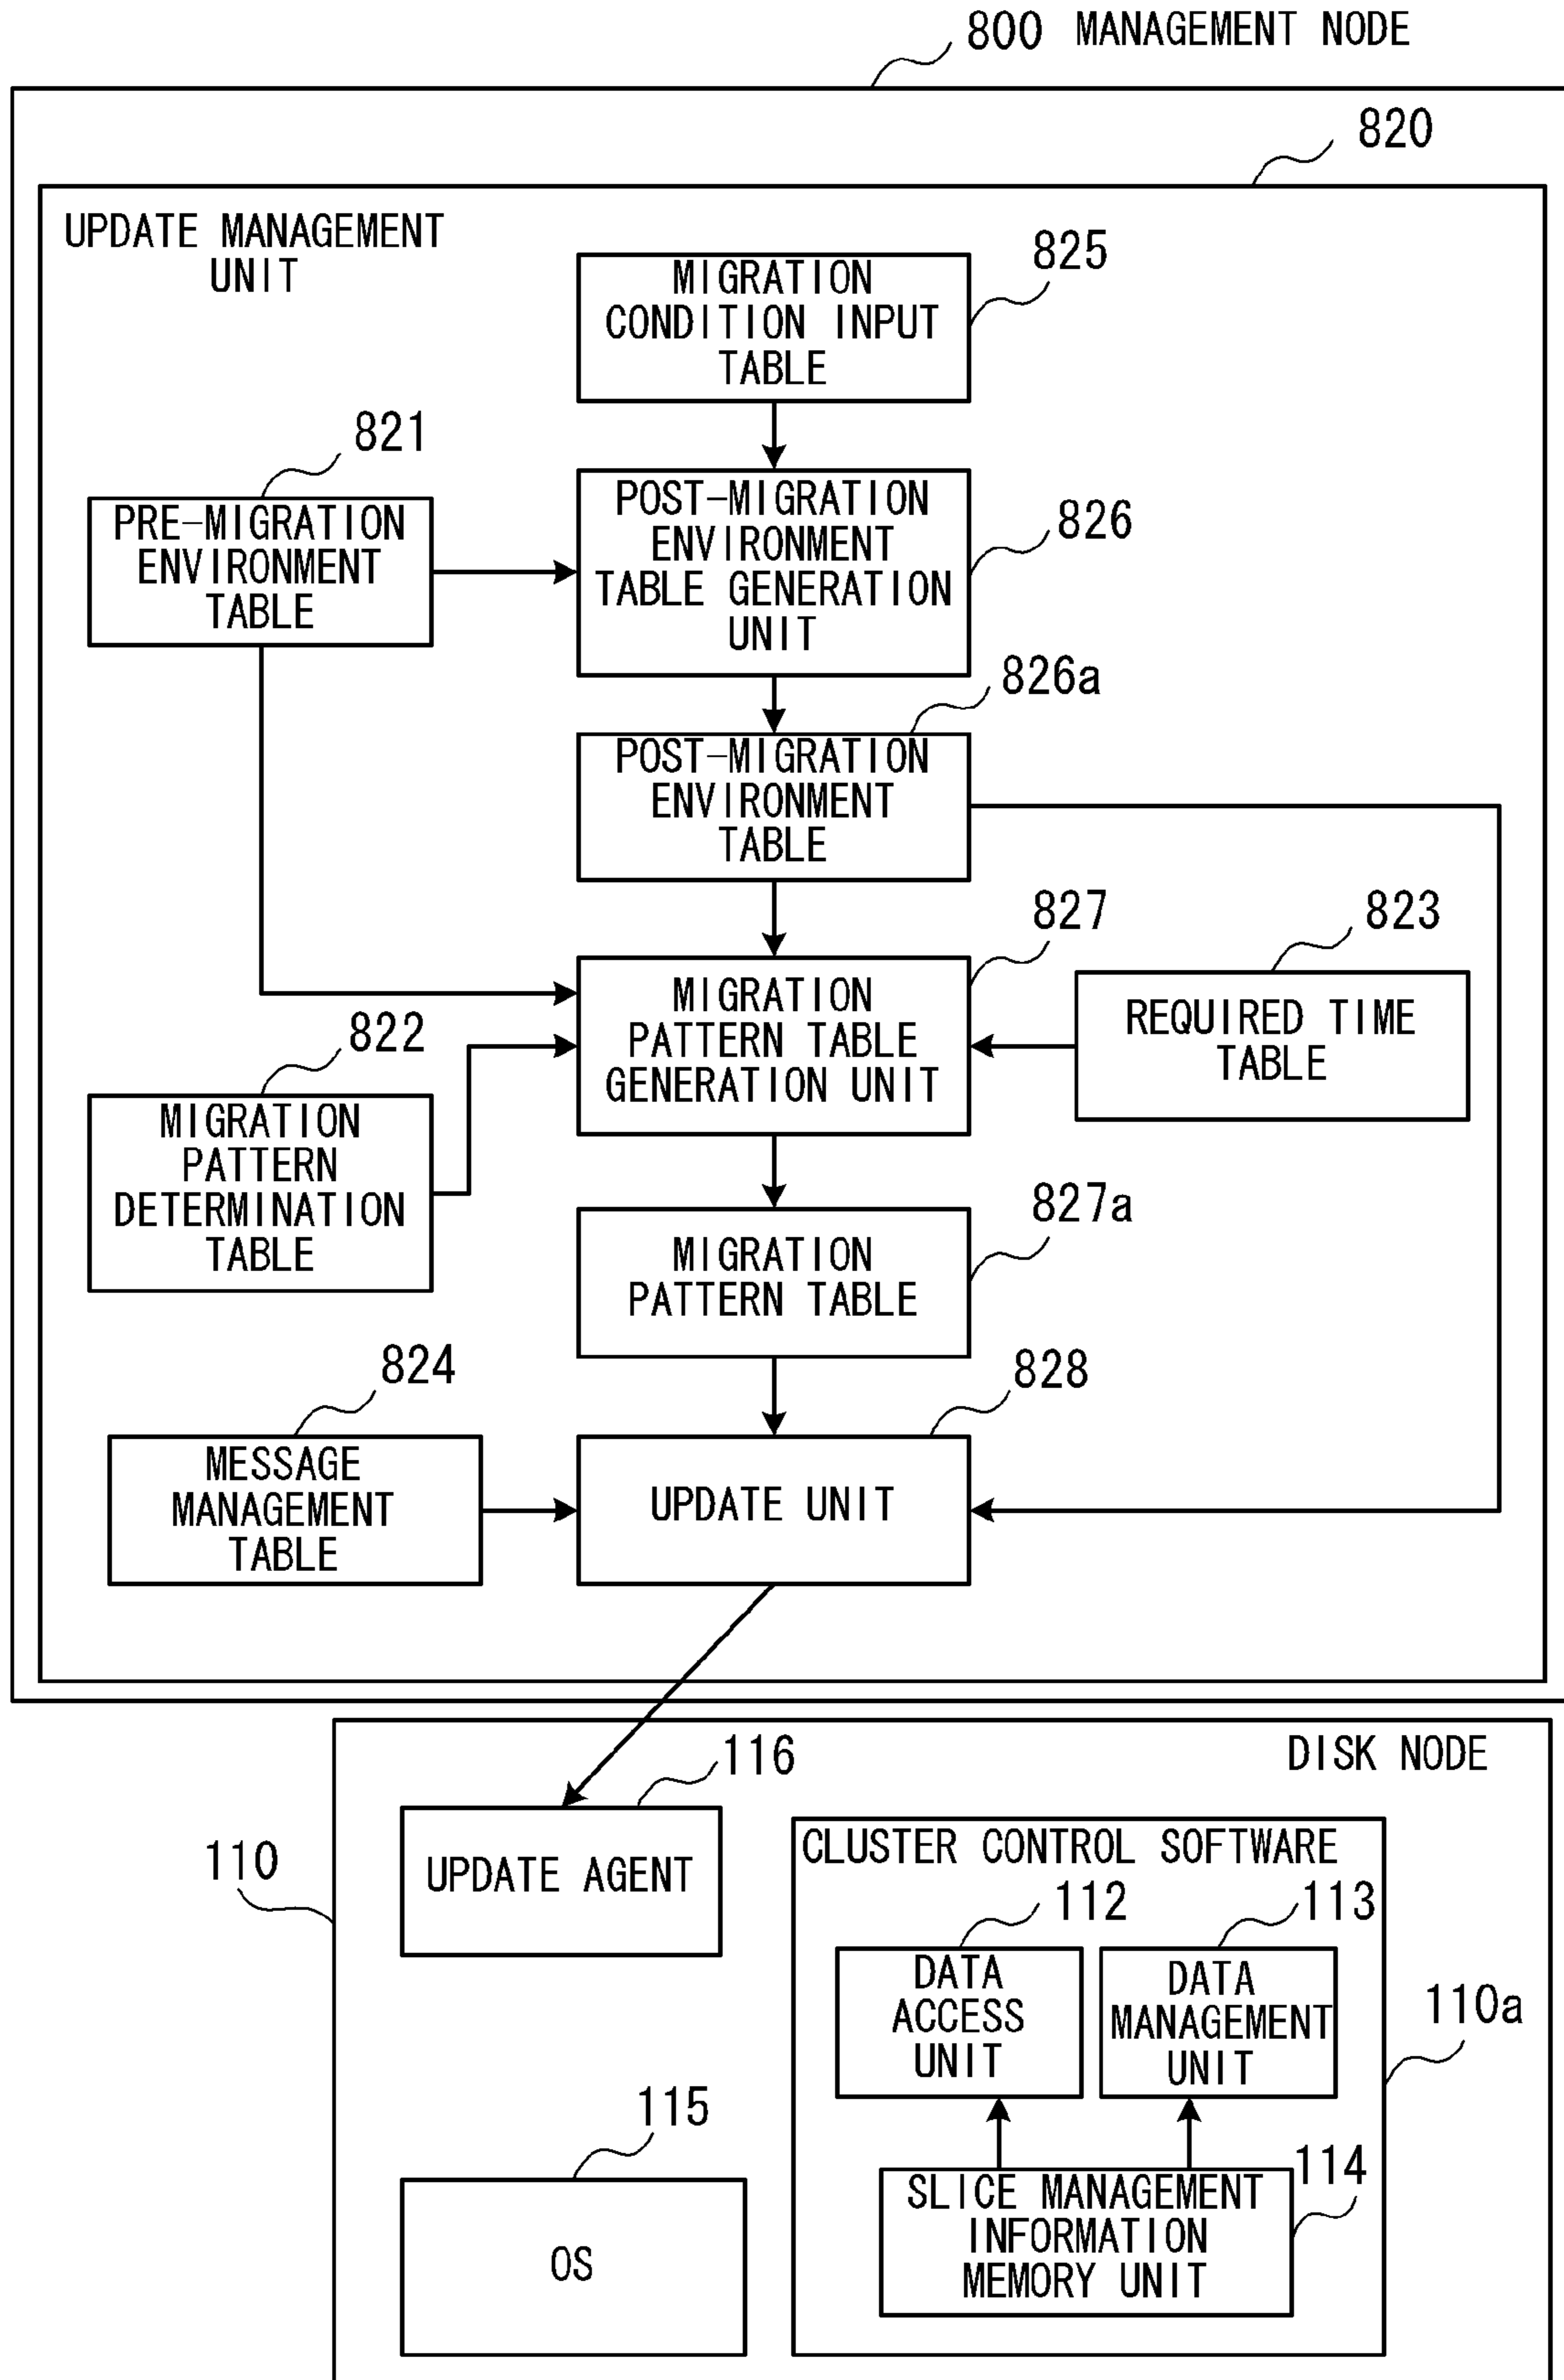 800 MANAGEMENT NODE
820
UPDATE MANAGEMENT
UNIT
825
MIGRATION
CONDITION INPUT
TABLE
821
PRE-MIGRATION
ENVIRONMENT
TABLE
826
POST-MIGRATION
ENVIRONMENT
TABLE GENERATION
UNIT
826a
POST-MIGRATION
ENVIRONMENT
TABLE
827
MIGRATION
PATTERN TABLE
GENERATION UNIT
823
REQUIRED TIME
TABLE
822
MIGRATION
PATTERN
DETERMINATION
TABLE
827a
MIGRATION
PATTERN TABLE
824
MESSAGE
MANAGEMENT
TABLE
828
UPDATE UNIT
DISK NODE
116
UPDATE AGENT
110
CLUSTER CONTROL SOFTWARE
112
DATA
ACCESS
UNIT
113
DATA
MANAGEMENT
UNIT
110a
115
OS
114
SLICE MANAGEMENT
INFORMATION
MEMORY UNIT